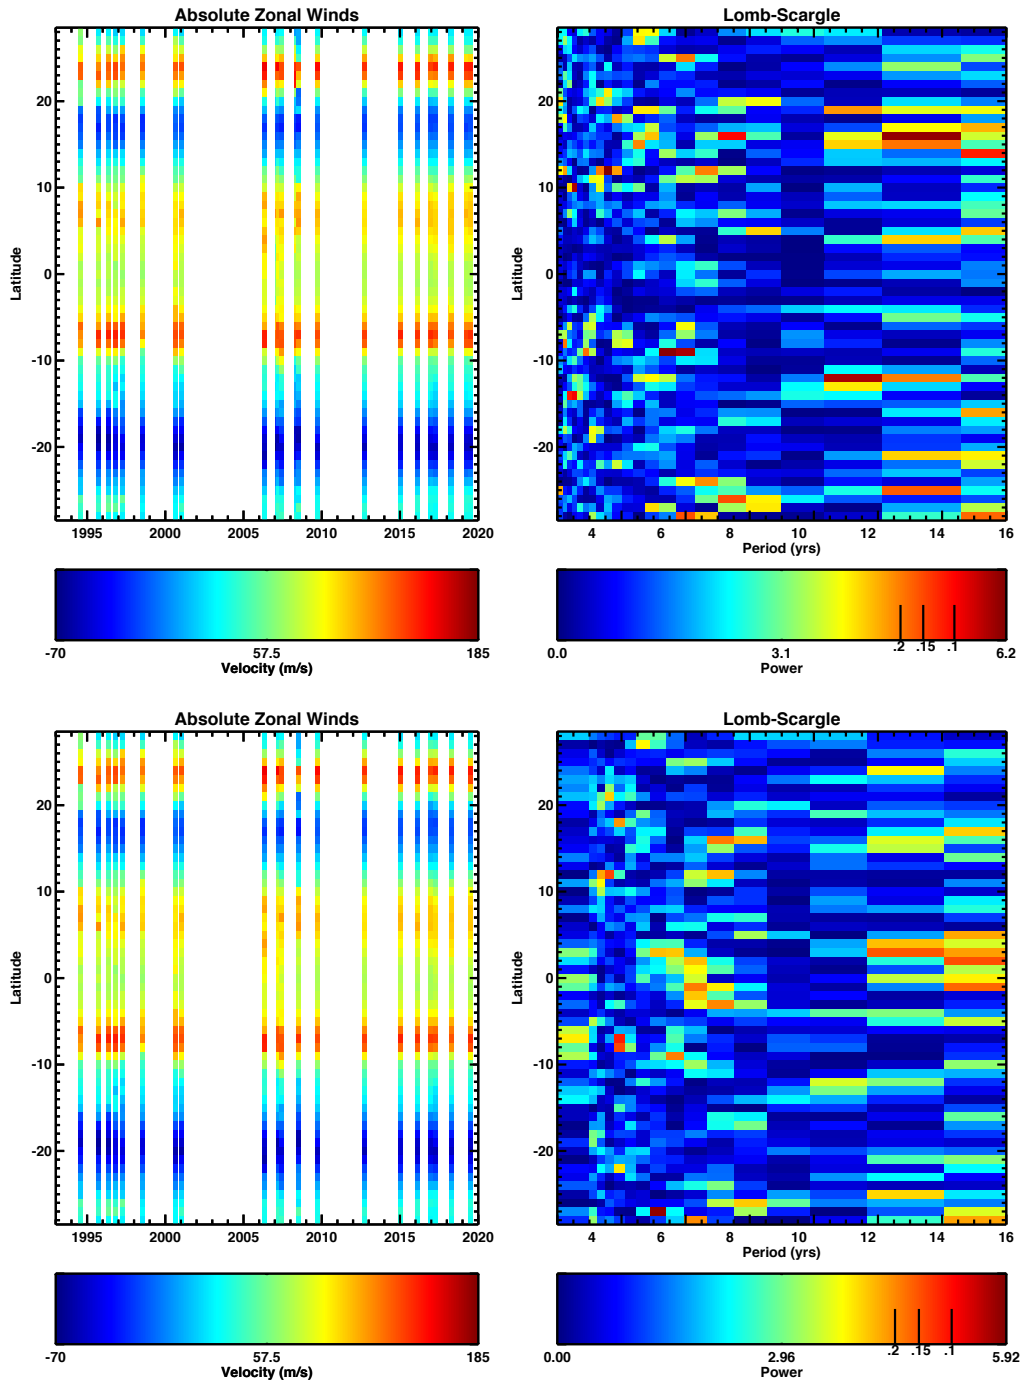 Absolute Zonal Winds
Lomb-Scargle
Latitude
20
10
0
-10
-20
1995 2000 2005 2010 2015 2020
Latitude
20
10
0
-10
-20
4 6 8 10 12 14 16
Period (yrs)
-70 57.5 185
Velocity (m/s)
.2 .15 .1
0.0 3.1 6.2
Power
Absolute Zonal Winds
Lomb-Scargle
Latitude
20
10
0
-10
-20
1995 2000 2005 2010 2015 2020
Latitude
20
10
0
-10
-20
4 6 8 10 12 14 16
Period (yrs)
-70 57.5 185
Velocity (m/s)
.2 .15 .1
0.00 2.96 5.92
Power